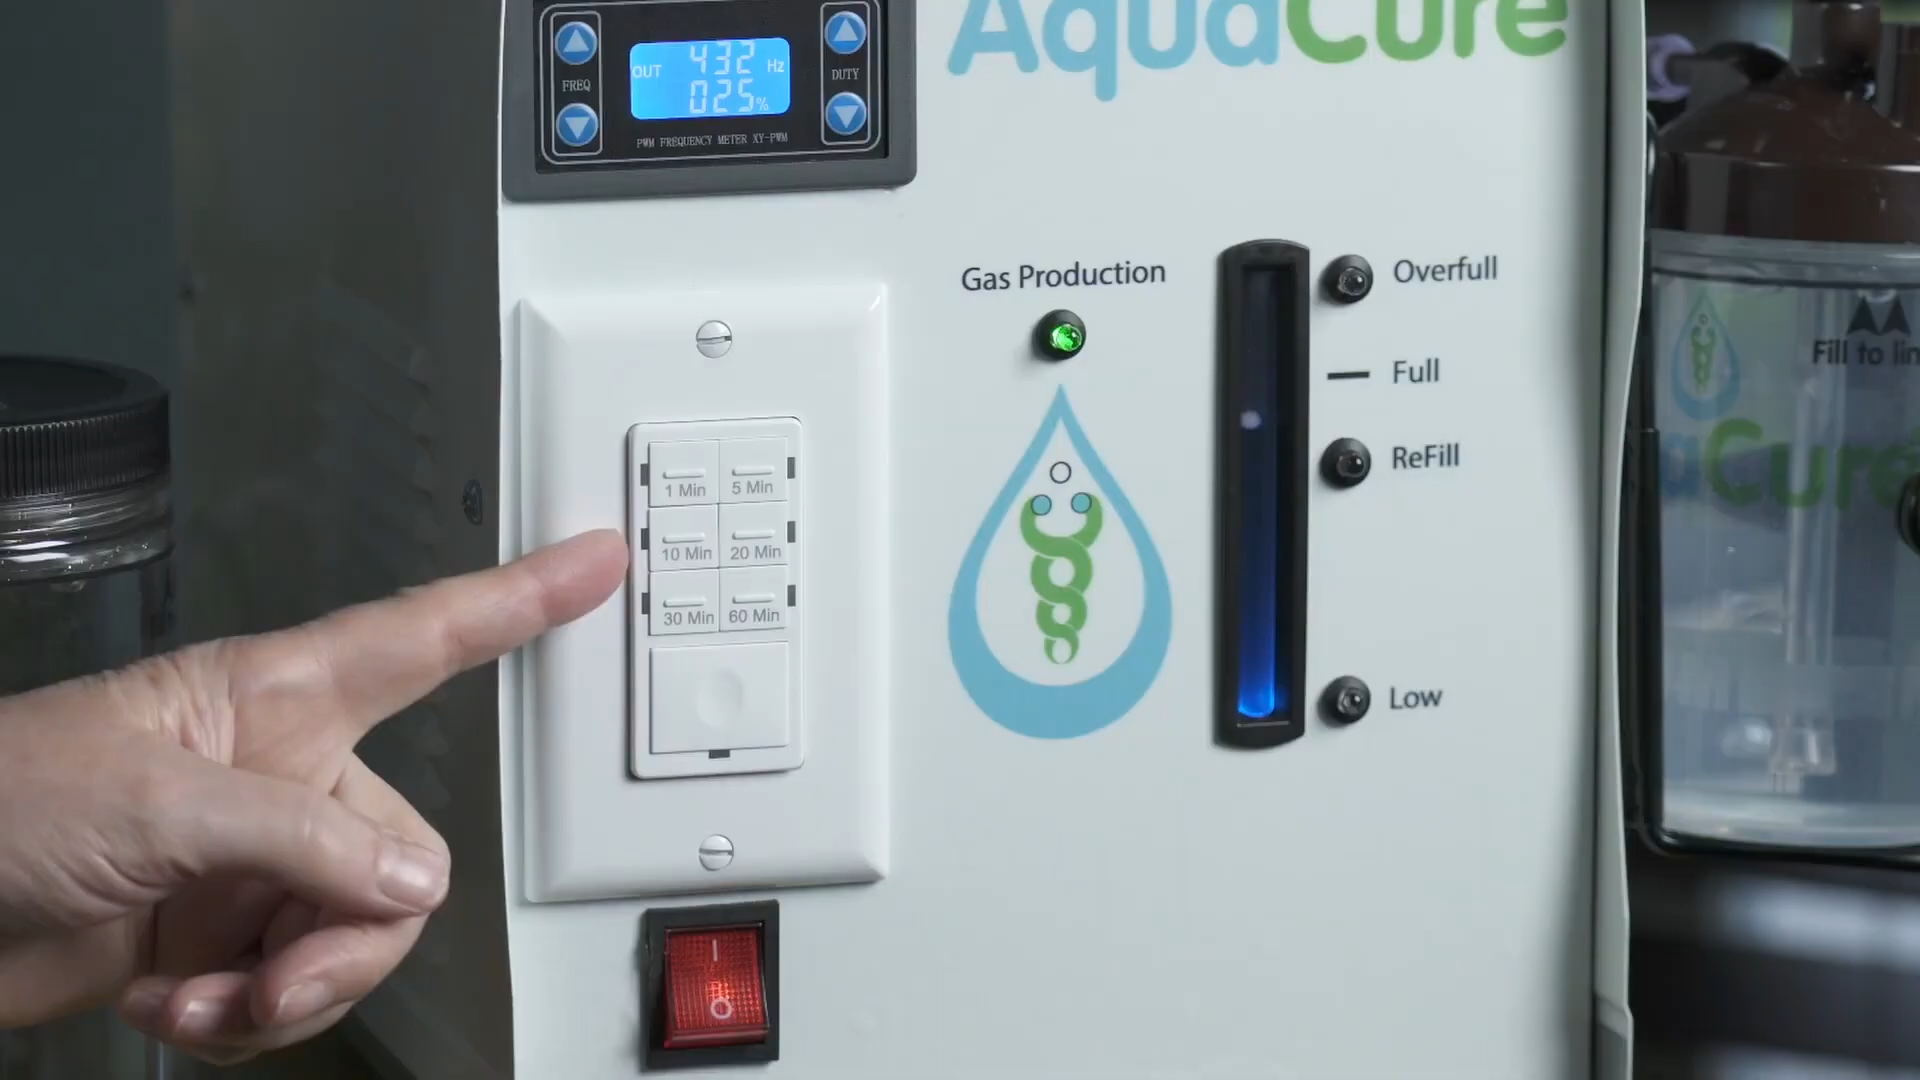 AquaCure
OUT 432 Hz
025%
FREQ
DUTY
PWM FREQUENCY METER XY-PWM
Gas Production
Overfull
Full
ReFill
Low
1 Min 5 Min
10 Min 20 Min
30 Min 60 Min
I
O
Fill to lin
aCure